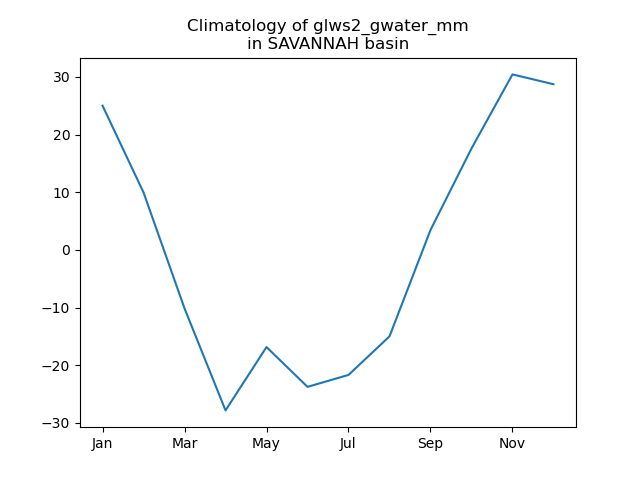 Climatology of glws2_gwater_mm
in SAVANNAH basin
30
20
10
0
−10
−20
−30
Jan
Mar
May
Jul
Sep
Nov